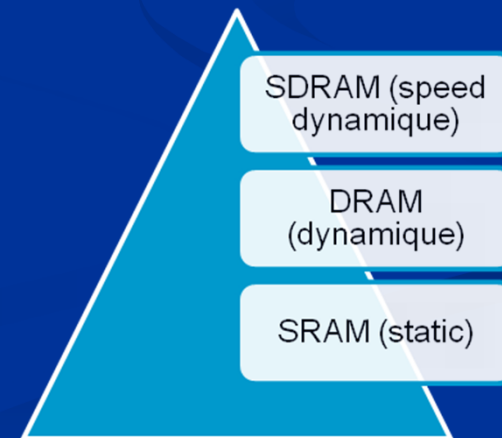 SDRAM (speed
dynamique)
DRAM
(dynamique)
SRAM (static)